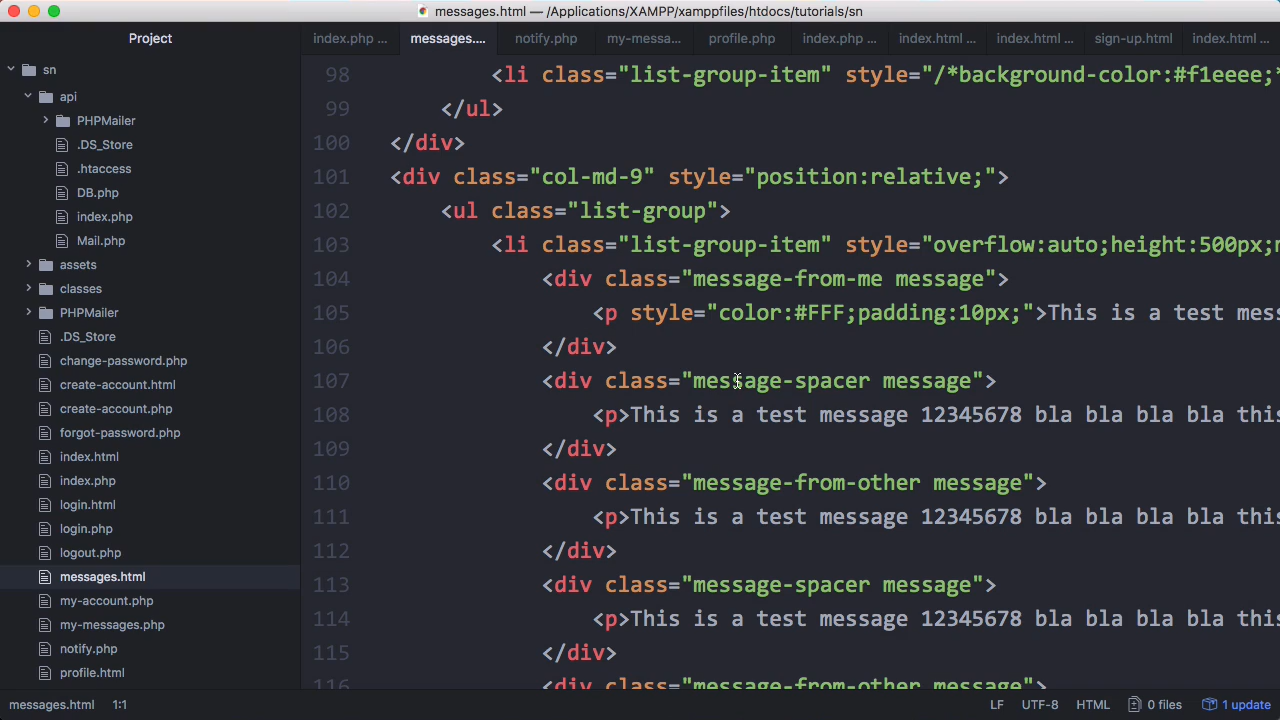 messages.html — /Applications/XAMPP/xamppfiles/htdocs/tutorials/sn
Project
index.php ...
messages....
notify.php
my-messa...
profile.php
index.php ...
index.html ...
index.html ...
sign-up.html
index.html ...
sn
api
PHPMailer
.DS_Store
.htaccess
DB.php
index.php
Mail.php
assets
classes
PHPMailer
.DS_Store
change-password.php
create-account.html
create-account.php
forgot-password.php
index.html
index.php
login.html
login.php
logout.php
messages.html
my-account.php
my-messages.php
notify.php
profile.html
98 <li class="list-group-item" style="/*background-color:#f1eeee;*
99 </ul>
100 </div>
101 <div class="col-md-9" style="position:relative;">
102 <ul class="list-group">
103 <li class="list-group-item" style="overflow:auto;height:500px;
104 <div class="message-from-me message">
105 <p style="color:#FFF;padding:10px;">This is a test mess
106 </div>
107 <div class="message-spacer message">
108 <p>This is a test message 12345678 bla bla bla bla this
109 </div>
110 <div class="message-from-other message">
111 <p>This is a test message 12345678 bla bla bla bla this
112 </div>
113 <div class="message-spacer message">
114 <p>This is a test message 12345678 bla bla bla bla this
115 </div>
116 <div class="message-from-other message">
messages.html 1:1
LF UTF-8 HTML 0 files 1 update